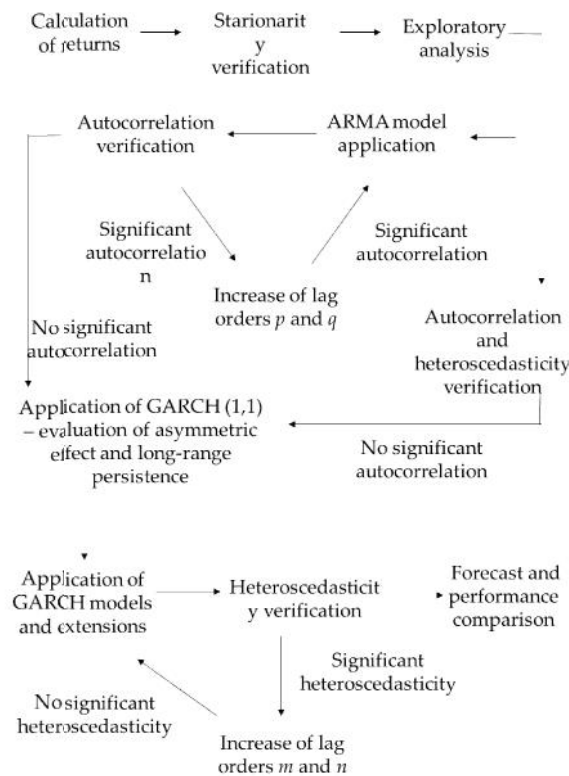 Calculation
of returns
Starionarit
y
verification
Exploratory
analysis
Autocorrelation
verification
ARMA model
application
Significant
autocorrelatio
n
Significant
autocorrelation
Increase of lag
orders p and q
No significant
autocorrelation
Autocorrelation
and
heteroscedasticity
verification
Application of GARCH (1,1)
– evaluation of asymmetric
effect and long-range
persistence
No significant
autocorrelation
Application of
GARCH models
and extensions
Heteroscedasticit
y verification
Forecast and
performance
comparison
Significant
heteroscedasticity
No significant
heteroscedasticity
Increase of lag
orders m and n